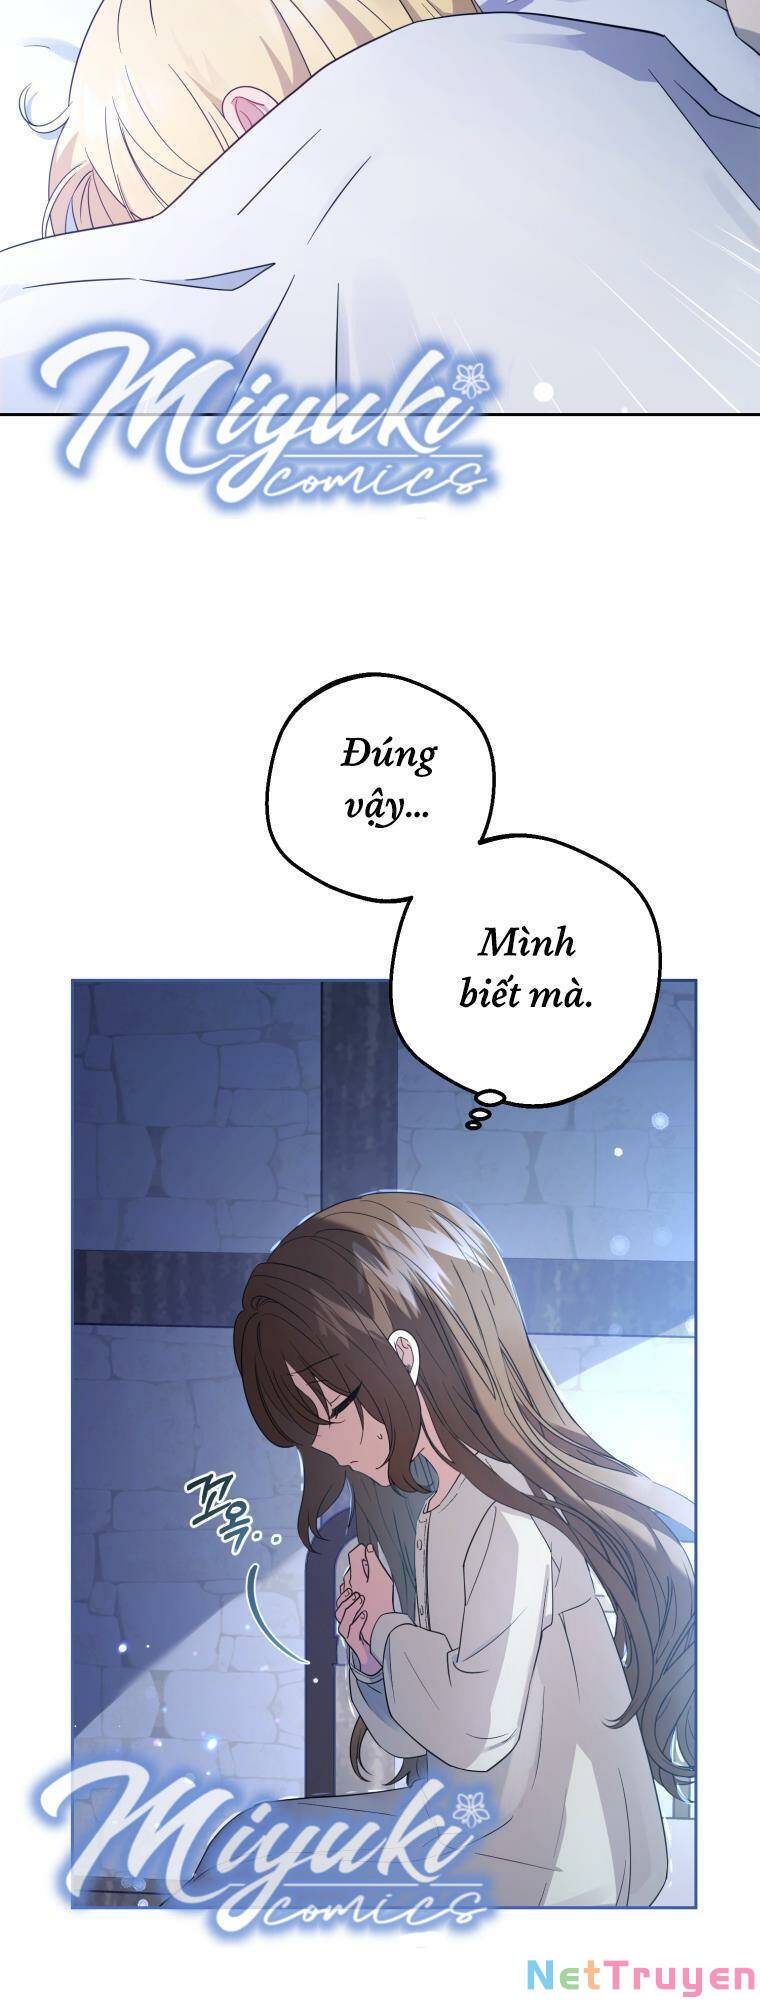 Miyuki
comics
Đúng
vậy...
Mình
biết mà.
꼬옥..
Miyuki
comics
NetTruyen